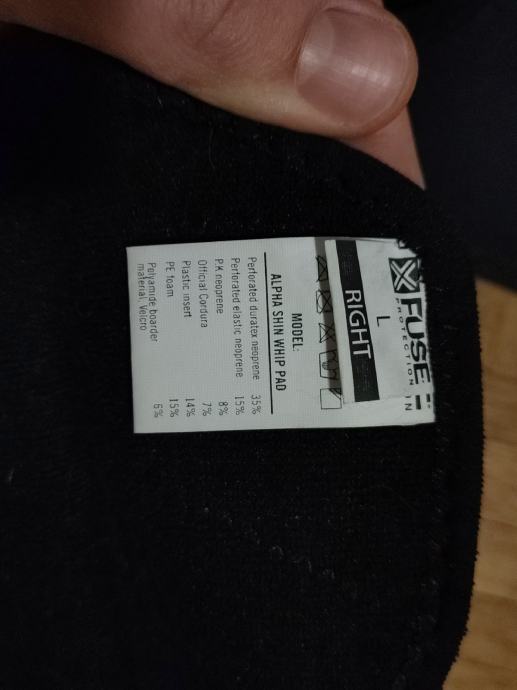 FUSE
PROTECTION
L
RIGHT
MODEL:
ALPHA SHIN WHIP PAD
Perforated duratex neoprene 35%
Perforated elastic neoprene 15%
P.K neoprene 8%
Official Cordura 7%
Plastic insert 14%
PE foam 15%
Polyamide boarder
material, Velcro 6%